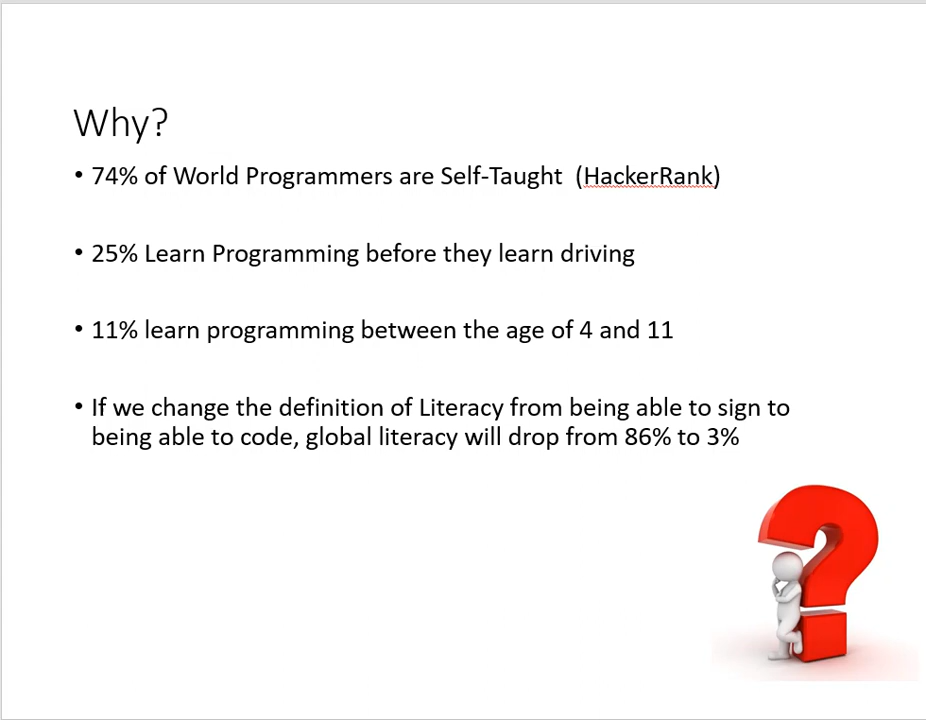 Why?
• 74% of World Programmers are Self-Taught  (HackerRank)
• 25% Learn Programming before they learn driving
• 11% learn programming between the age of 4 and 11
• If we change the definition of Literacy from being able to sign to
being able to code, global literacy will drop from 86% to 3%